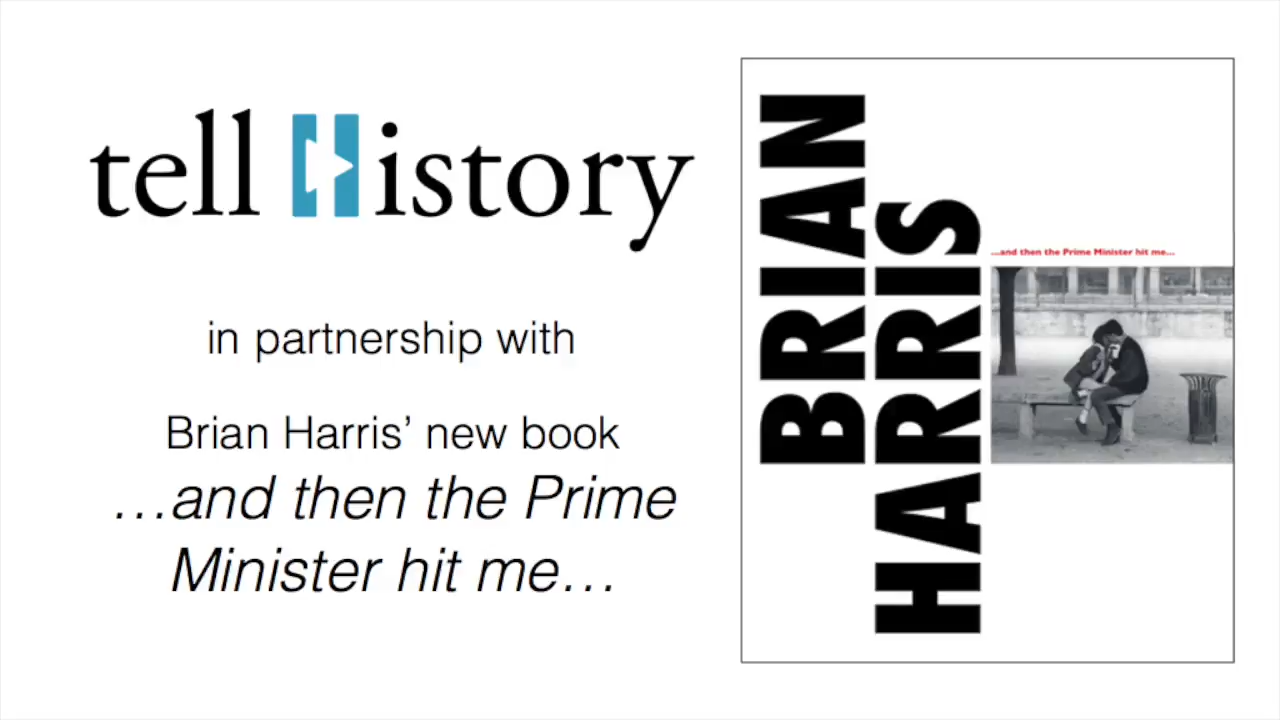 tell History
in partnership with
Brian Harris’ new book
…and then the Prime
Minister hit me…
BRIAN
HARRIS
...and then the Prime Minister hit me...